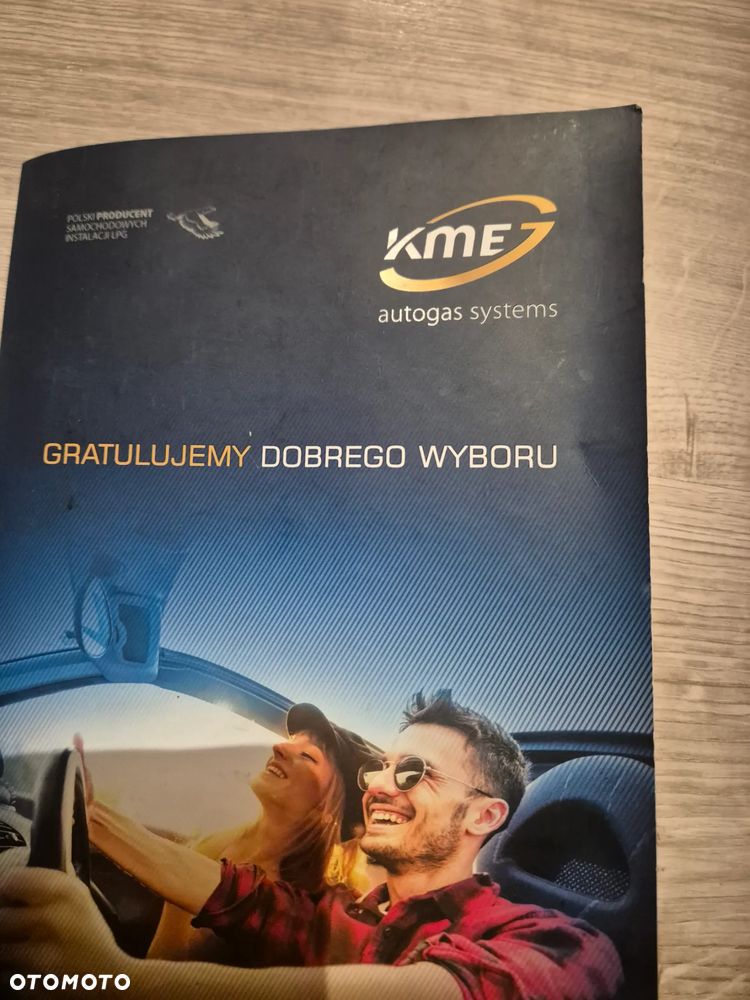 POLSKI PRODUCENT
SAMOCHODOWYCH
INSTALACJI LPG
KME
autogas systems
GRATULUJEMY DOBREGO WYBORU
OTOMOTO